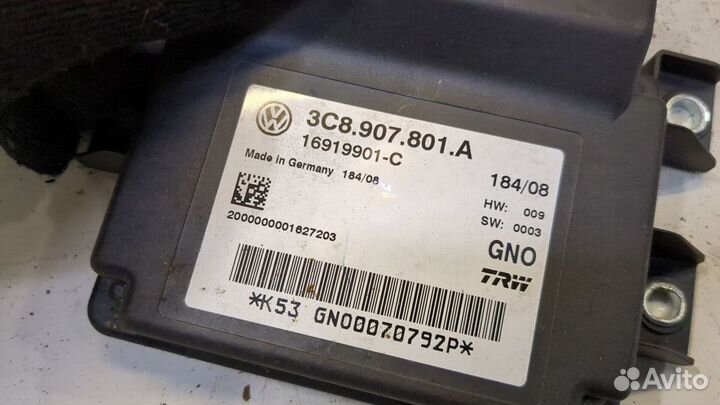 3C8.907.801.A
16919901-C
Made in Germany 184/08
184/08
HW: 009
SW: 0003
2000000001627203
GNO
TRW
*K53 GNO00070792P*
Avito